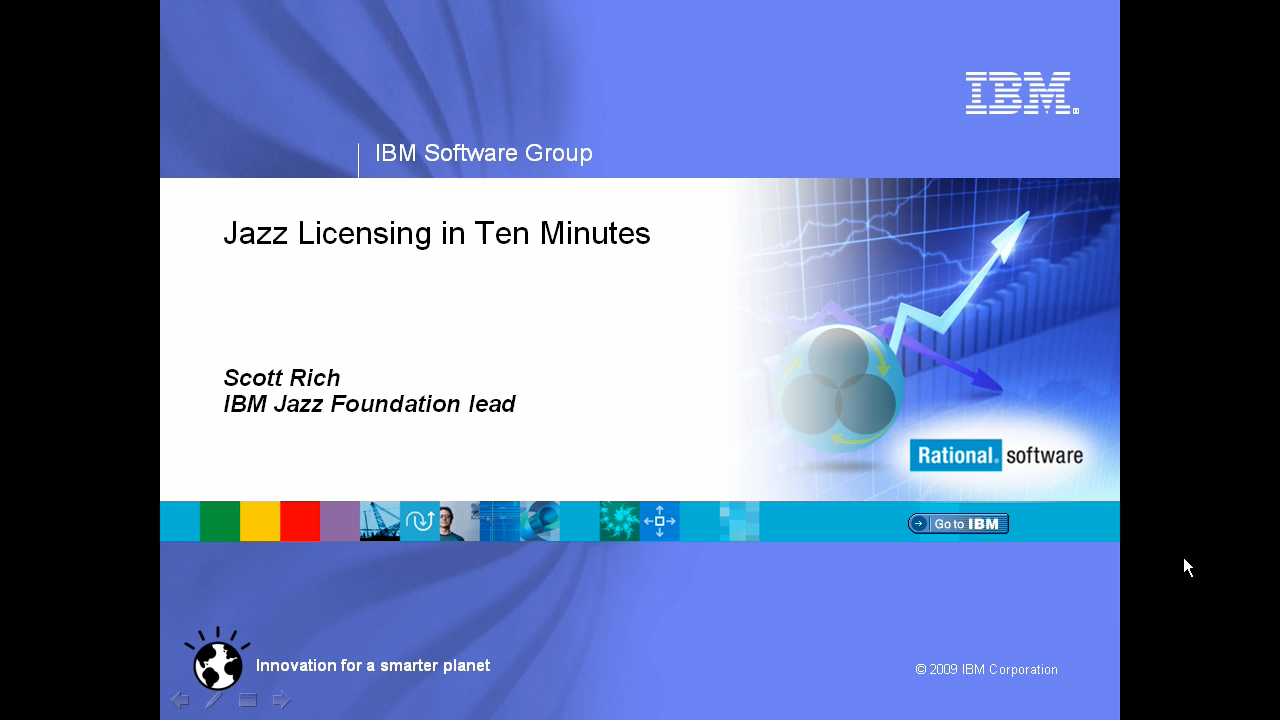 IBM®
IBM Software Group
Jazz Licensing in Ten Minutes
Scott Rich
IBM Jazz Foundation lead
Rational® software
Go to IBM
Innovation for a smarter planet
© 2009 IBM Corporation